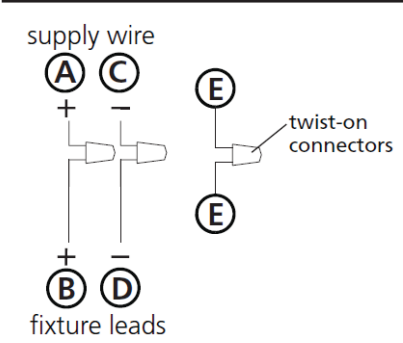 supply wire
A C E
+ −
twist-on
connectors
E
+ −
B D
fixture leads